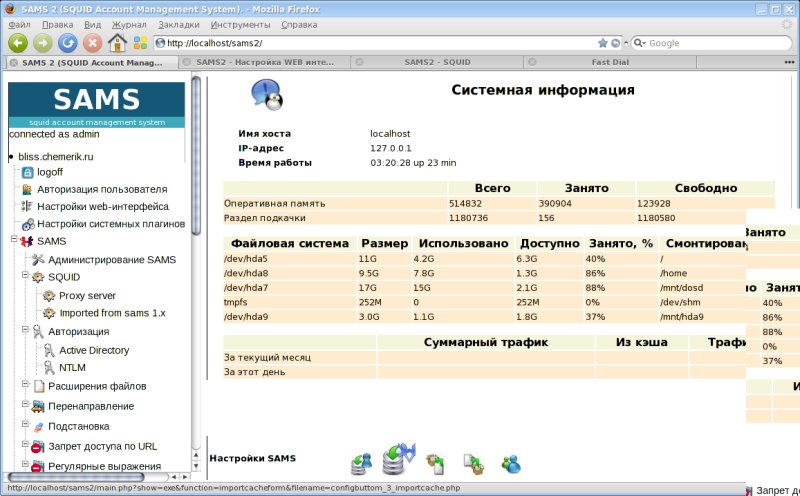 SAMS 2 (SQUID Account Management System), - Mozilla Firefox
Файл Правка Вид Журнал Закладки Инструменты Справка
http://localhost/sams2/
Google
SAMS 2 (SQUID Account Manag...
SAMS2 - Настройка WEB инте...
SAMS2 - SQUID
Fast Dial
SAMS
squid account management system
connected as admin
bliss.chemerik.ru
logoff
Авторизация пользователя
Настройки web-интерфейса
Настройки системных плагинов
SAMS
Администрирование SAMS
SQUID
Proxy server
Imported from sams 1.x
Авторизация
Active Directory
NTLM
Расширения файлов
Перенаправление
Подстановка
Запрет доступа по URL
Регулярные выражения
Системная информация
Имя хоста localhost
IP-адрес 127.0.0.1
Время работы 03:20:28 up 23 min
Всего Занято Свободно
Оперативная память 514832 390904 123928
Раздел подкачки 1180736 156 1180580
Файловая система Размер Использовано Доступно Занято, % Смонтирован
/dev/hda5 11G 4.2G 6.3G 40% /
/dev/hda8 9.5G 7.8G 1.3G 86% /home
/dev/hda7 17G 15G 2.1G 88% /mnt/dosd
tmpfs 252M 0 252M 0% /dev/shm
/dev/hda9 3.0G 1.1G 1.8G 37% /mnt/hda9
Суммарный трафик Из кэша Трафи
За текущий месяц
За этот день
Занято
но Занят
40%
86%
88%
0%
37%
И
Настройки SAMS
http://localhost/sams2/main.php?show=exe&function=importcacheform&filename=configbuttom_3_importcache.php
Запрет до